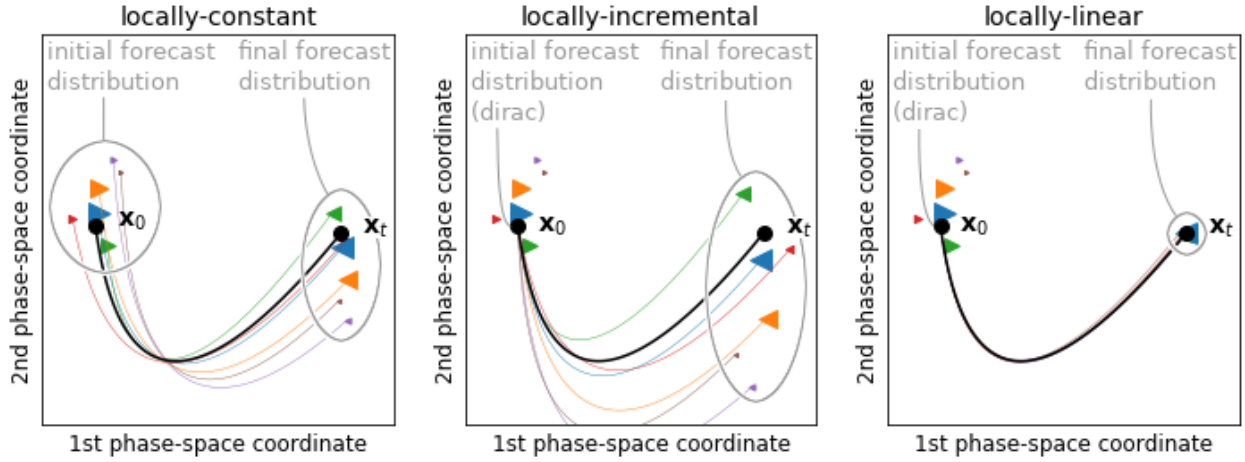 locally-constant
initial forecast
distribution
final forecast
distribution
x₀
xₜ
2nd phase-space coordinate
1st phase-space coordinate
locally-incremental
initial forecast
distribution
(dirac)
final forecast
distribution
x₀
xₜ
2nd phase-space coordinate
1st phase-space coordinate
locally-linear
initial forecast
distribution
(dirac)
final forecast
distribution
x₀
xₜ
2nd phase-space coordinate
1st phase-space coordinate